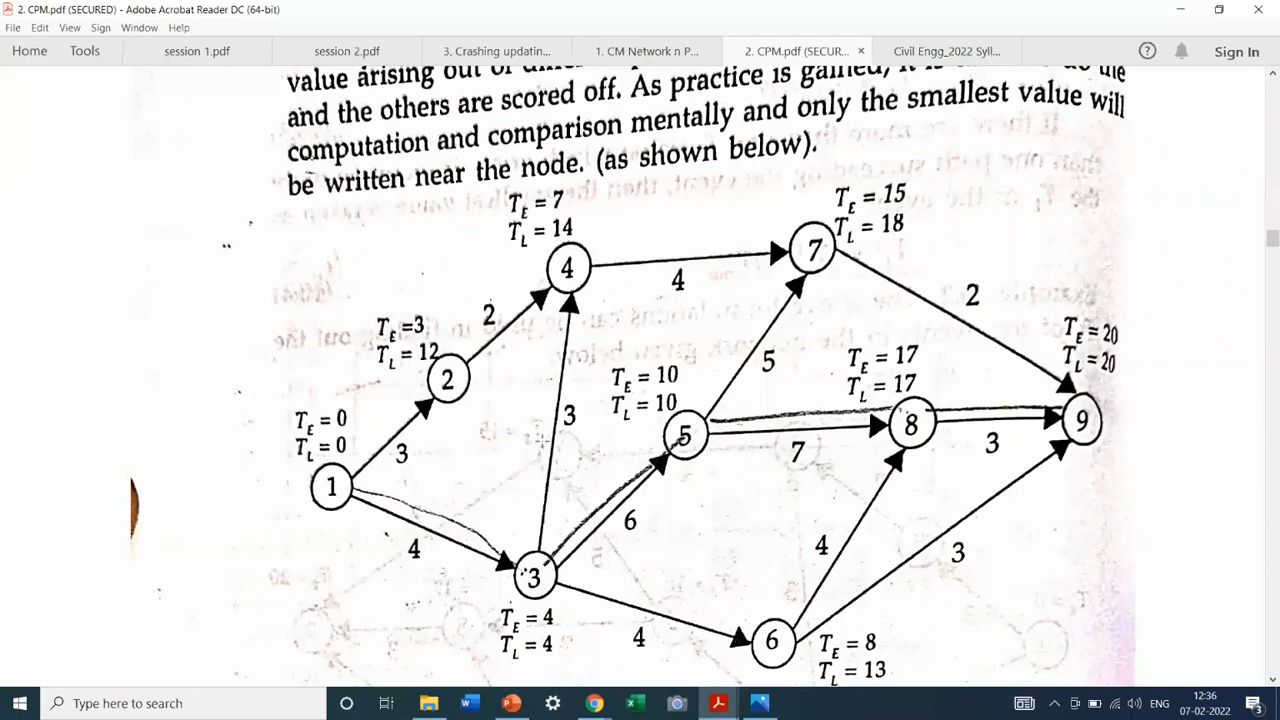 2. CPM.pdf (SECURED) - Adobe Acrobat Reader DC (64-bit)
File Edit View Sign Window Help
Home Tools session 1.pdf session 2.pdf 3. Crashing updatin... 1. CM Network n P... 2. CPM.pdf (SECUR... Civil Engg_2022 Syll... Sign In
value arising out of
and the others are scored off. As practice is gained, it is
computation and comparison mentally and only the smallest value will
be written near the node. (as shown below).
TE = 7
TL = 14
4
TE = 15
TL = 18
7
4
2
2
TE =3
TL = 12
2
3
5
TE = 10
TL = 10
5
TE = 17
TL = 17
8
TE = 20
TL = 20
9
TE = 0
TL = 0
1
3
7
3
6
4
4
3
3
TE = 4
TL = 4
4
6
TE = 8
TL = 13
Type here to search
ENG
12:36
07-02-2022
3